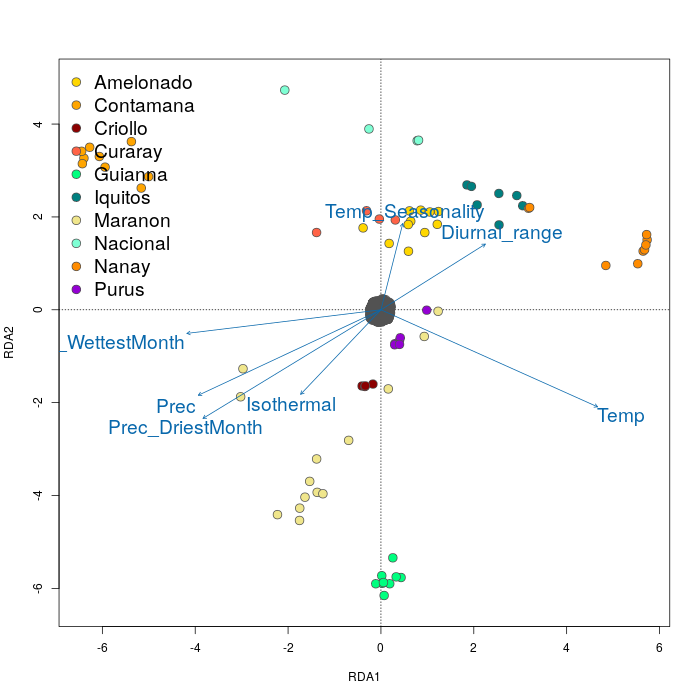 Amelonado
Contamana
Criollo
Curaray
Guianna
Iquitos
Maranon
Nacional
Nanay
Purus
Temp_Seasonality
Diurnal_range
_WettestMonth
Prec
Isothermal
Prec_DriestMonth
Temp
4
2
0
-2
-4
-6
RDA2
-6 -4 -2 0 2 4 6
RDA1